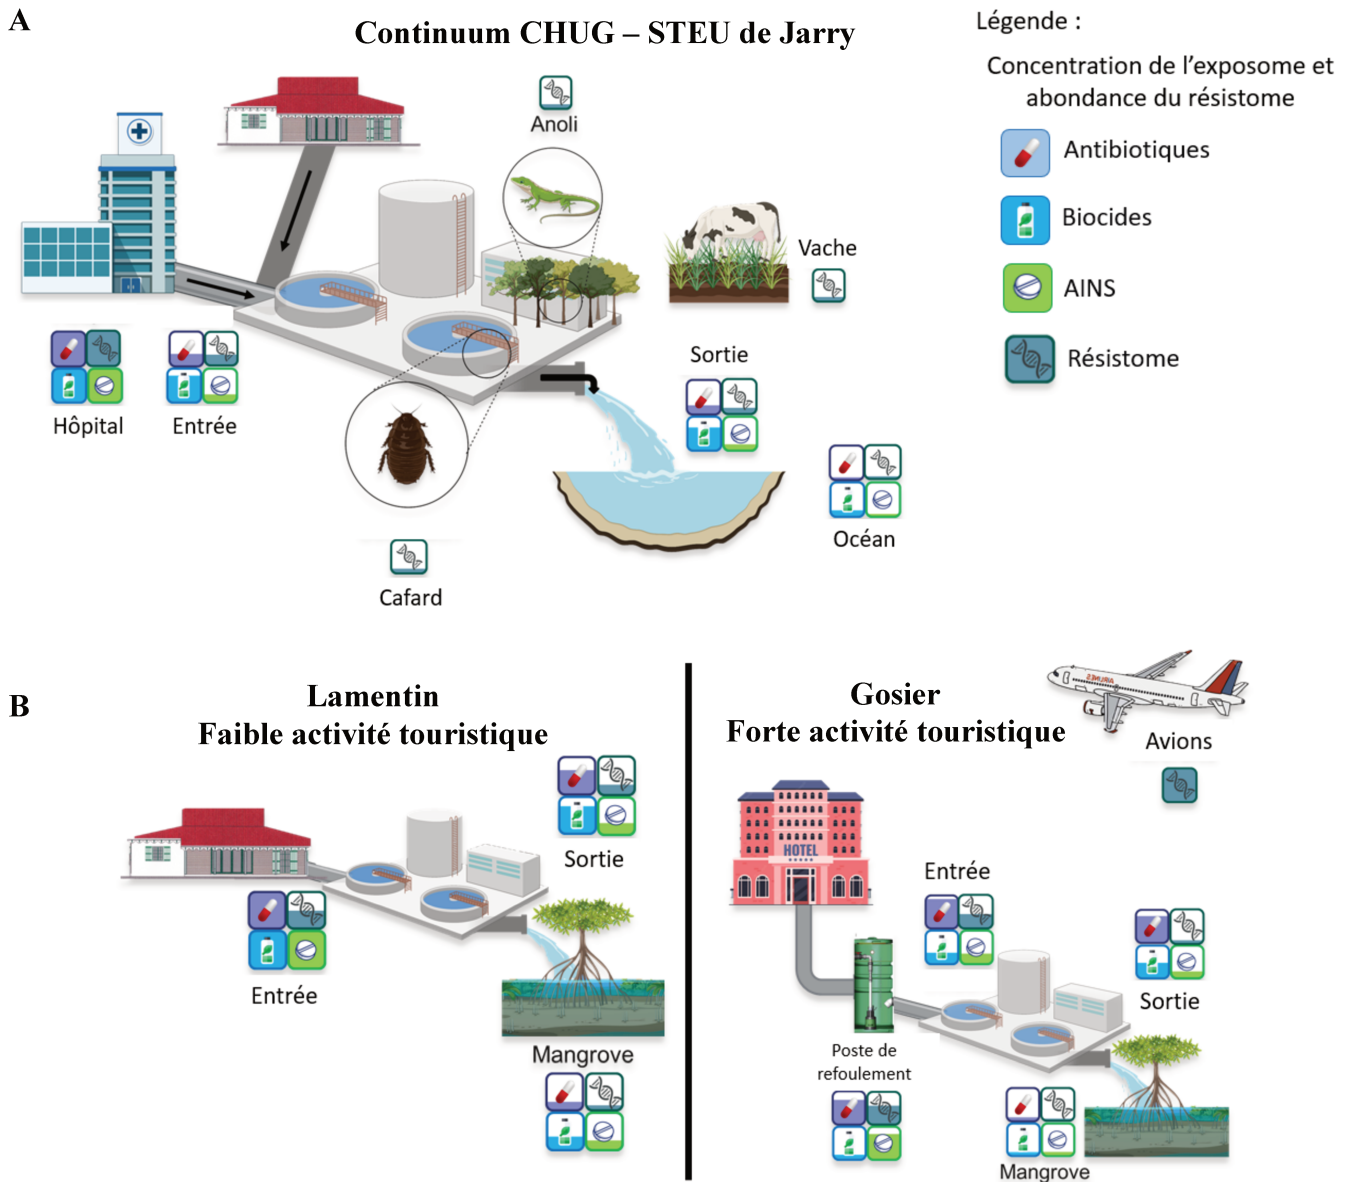 A
Continuum CHUG – STEU de Jarry
Légende :
Concentration de l'exposome et
abondance du résistome
Antibiotiques
Biocides
AINS
Résistome
Anoli
Vache
Hôpital
Entrée
Sortie
Océan
Cafard
B
Lamentin
Faible activité touristique
Sortie
Entrée
Mangrove
Gosier
Forte activité touristique
Avions
HOTEL
Entrée
Sortie
Poste de
refoulement
Mangrove